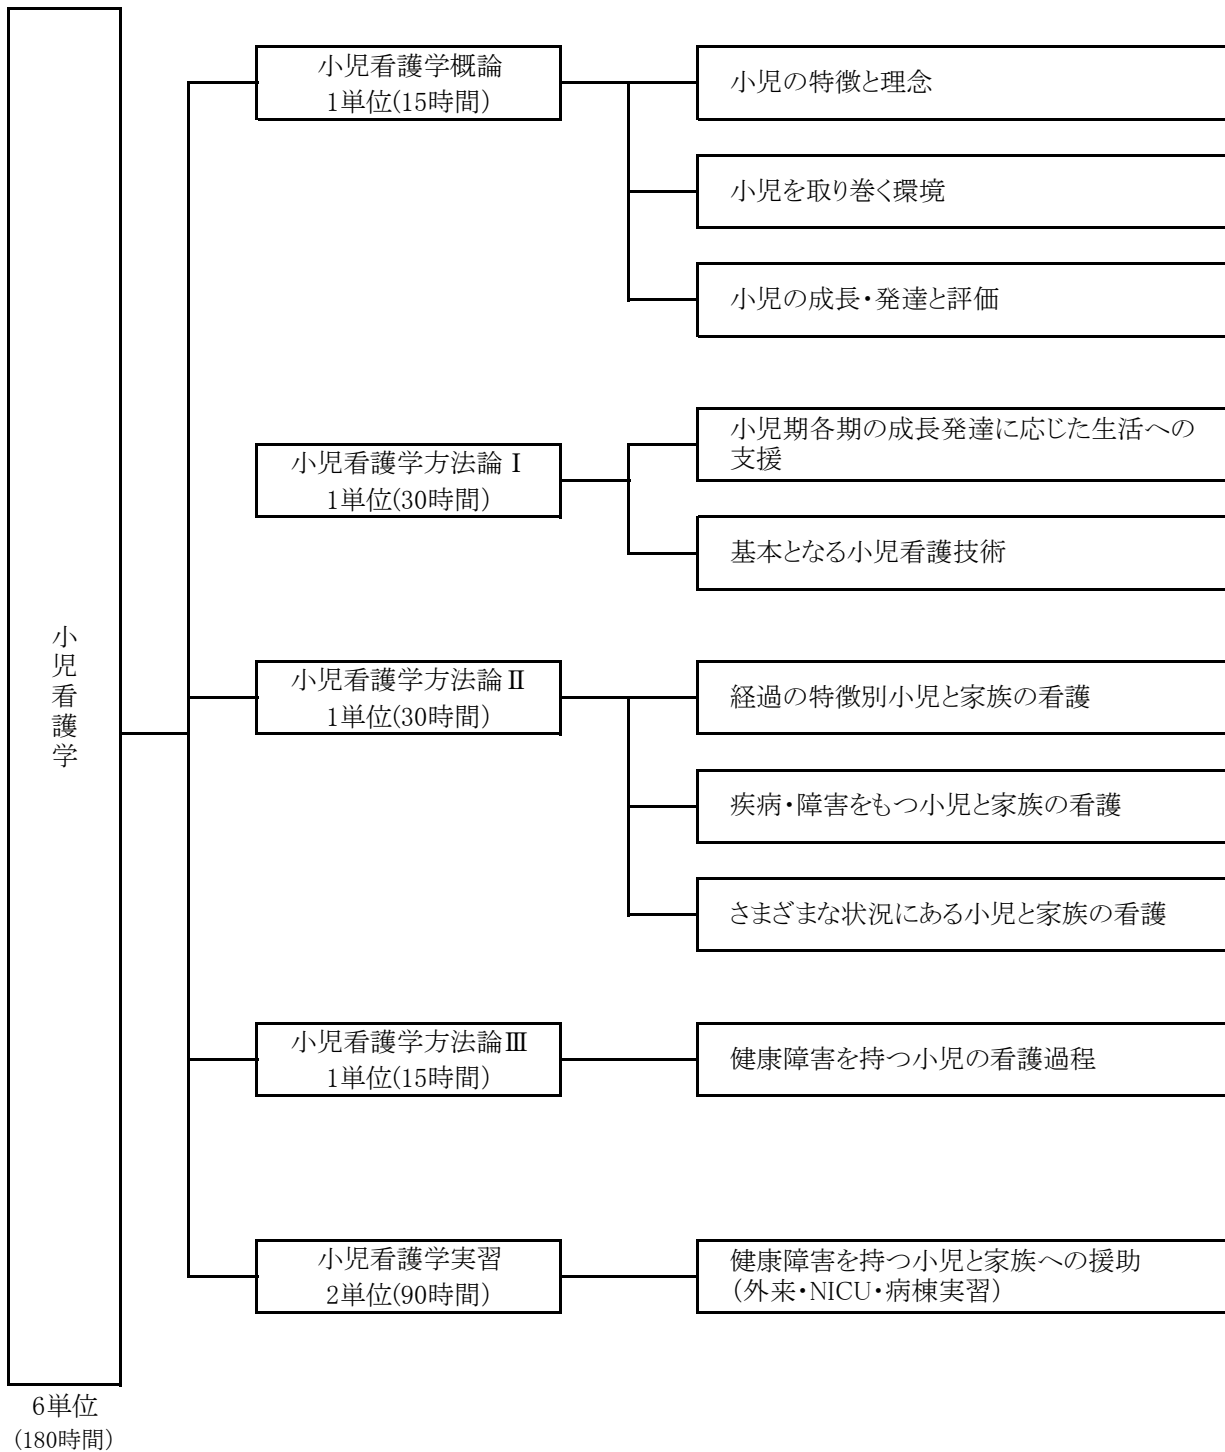 小児看護学
6単位
(180時間)
小児看護学概論
1単位(15時間)
小児の特徴と理念
小児を取り巻く環境
小児の成長・発達と評価
小児看護学方法論Ⅰ
1単位(30時間)
小児期各期の成長発達に応じた生活への
支援
基本となる小児看護技術
小児看護学方法論Ⅱ
1単位(30時間)
経過の特徴別小児と家族の看護
疾病・障害をもつ小児と家族の看護
さまざまな状況にある小児と家族の看護
小児看護学方法論Ⅲ
1単位(15時間)
健康障害を持つ小児の看護過程
小児看護学実習
2単位(90時間)
健康障害を持つ小児と家族への援助
(外来・NICU・病棟実習)